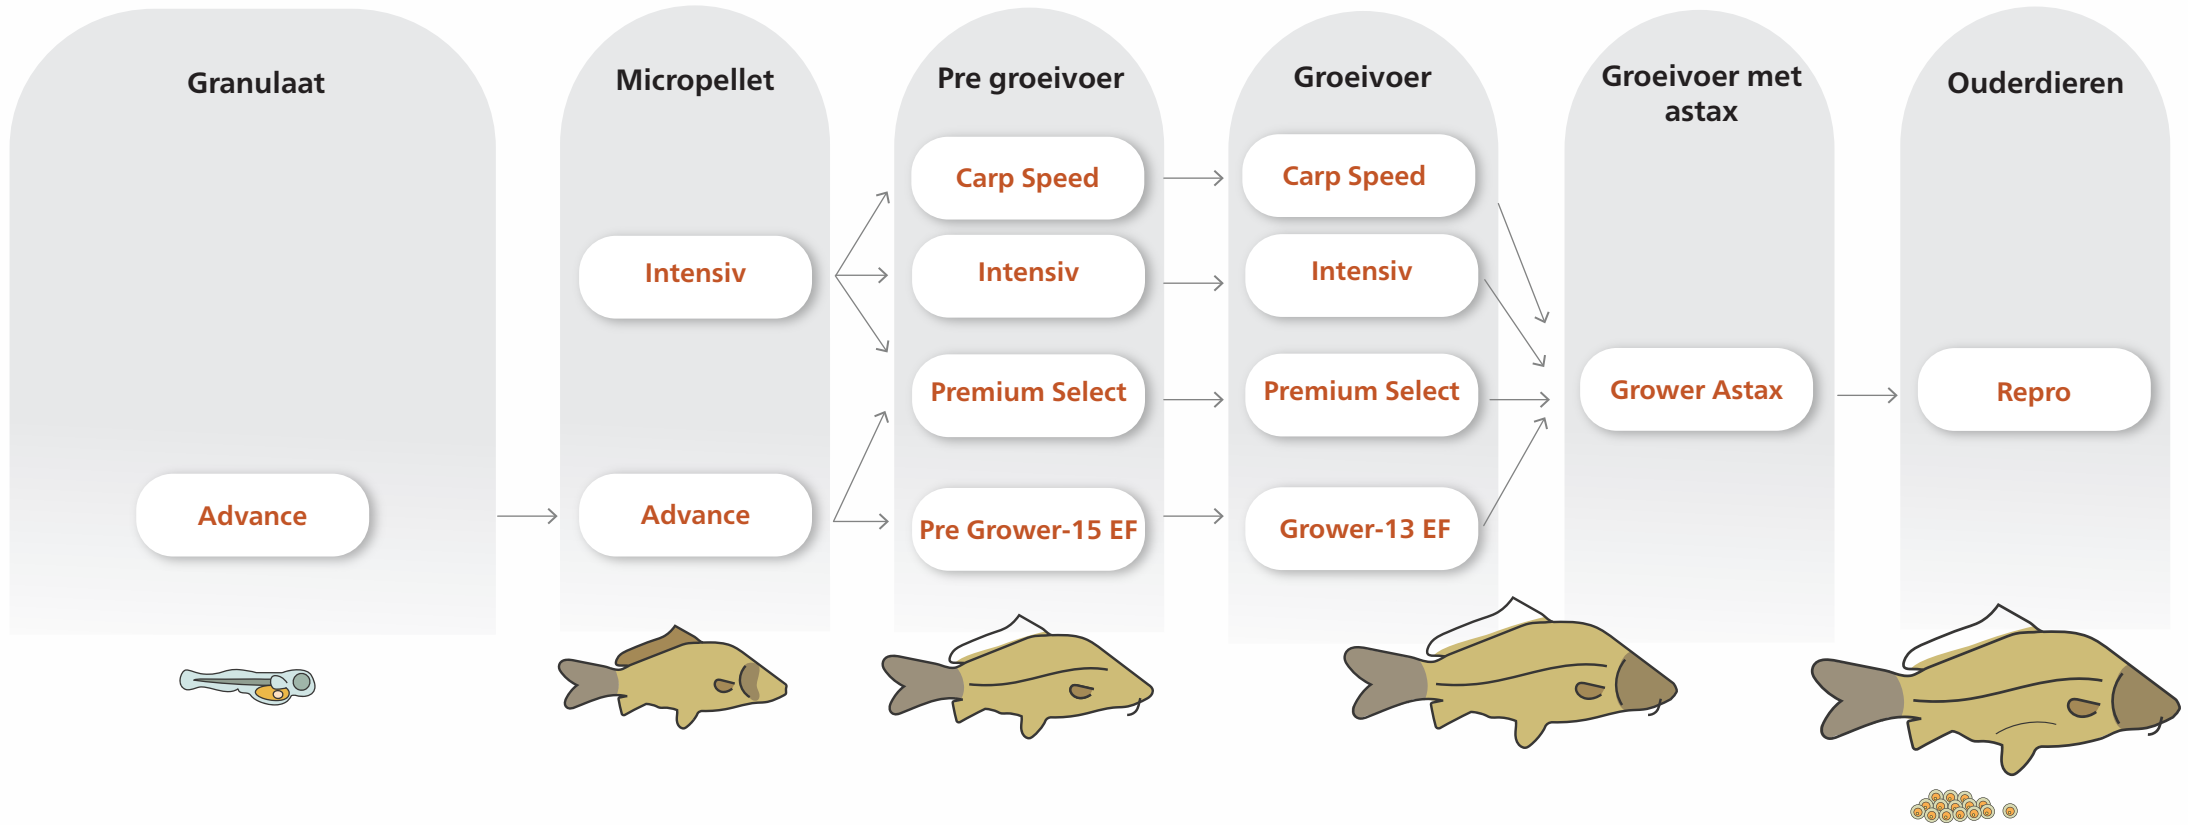 Granulaat
Advance
Micropellet
Intensiv
Advance
Pre groeivoer
Carp Speed
Intensiv
Premium Select
Pre Grower-15 EF
Groeivoer
Carp Speed
Intensiv
Premium Select
Grower-13 EF
Groeivoer met
astax
Grower Astax
Ouderdieren
Repro